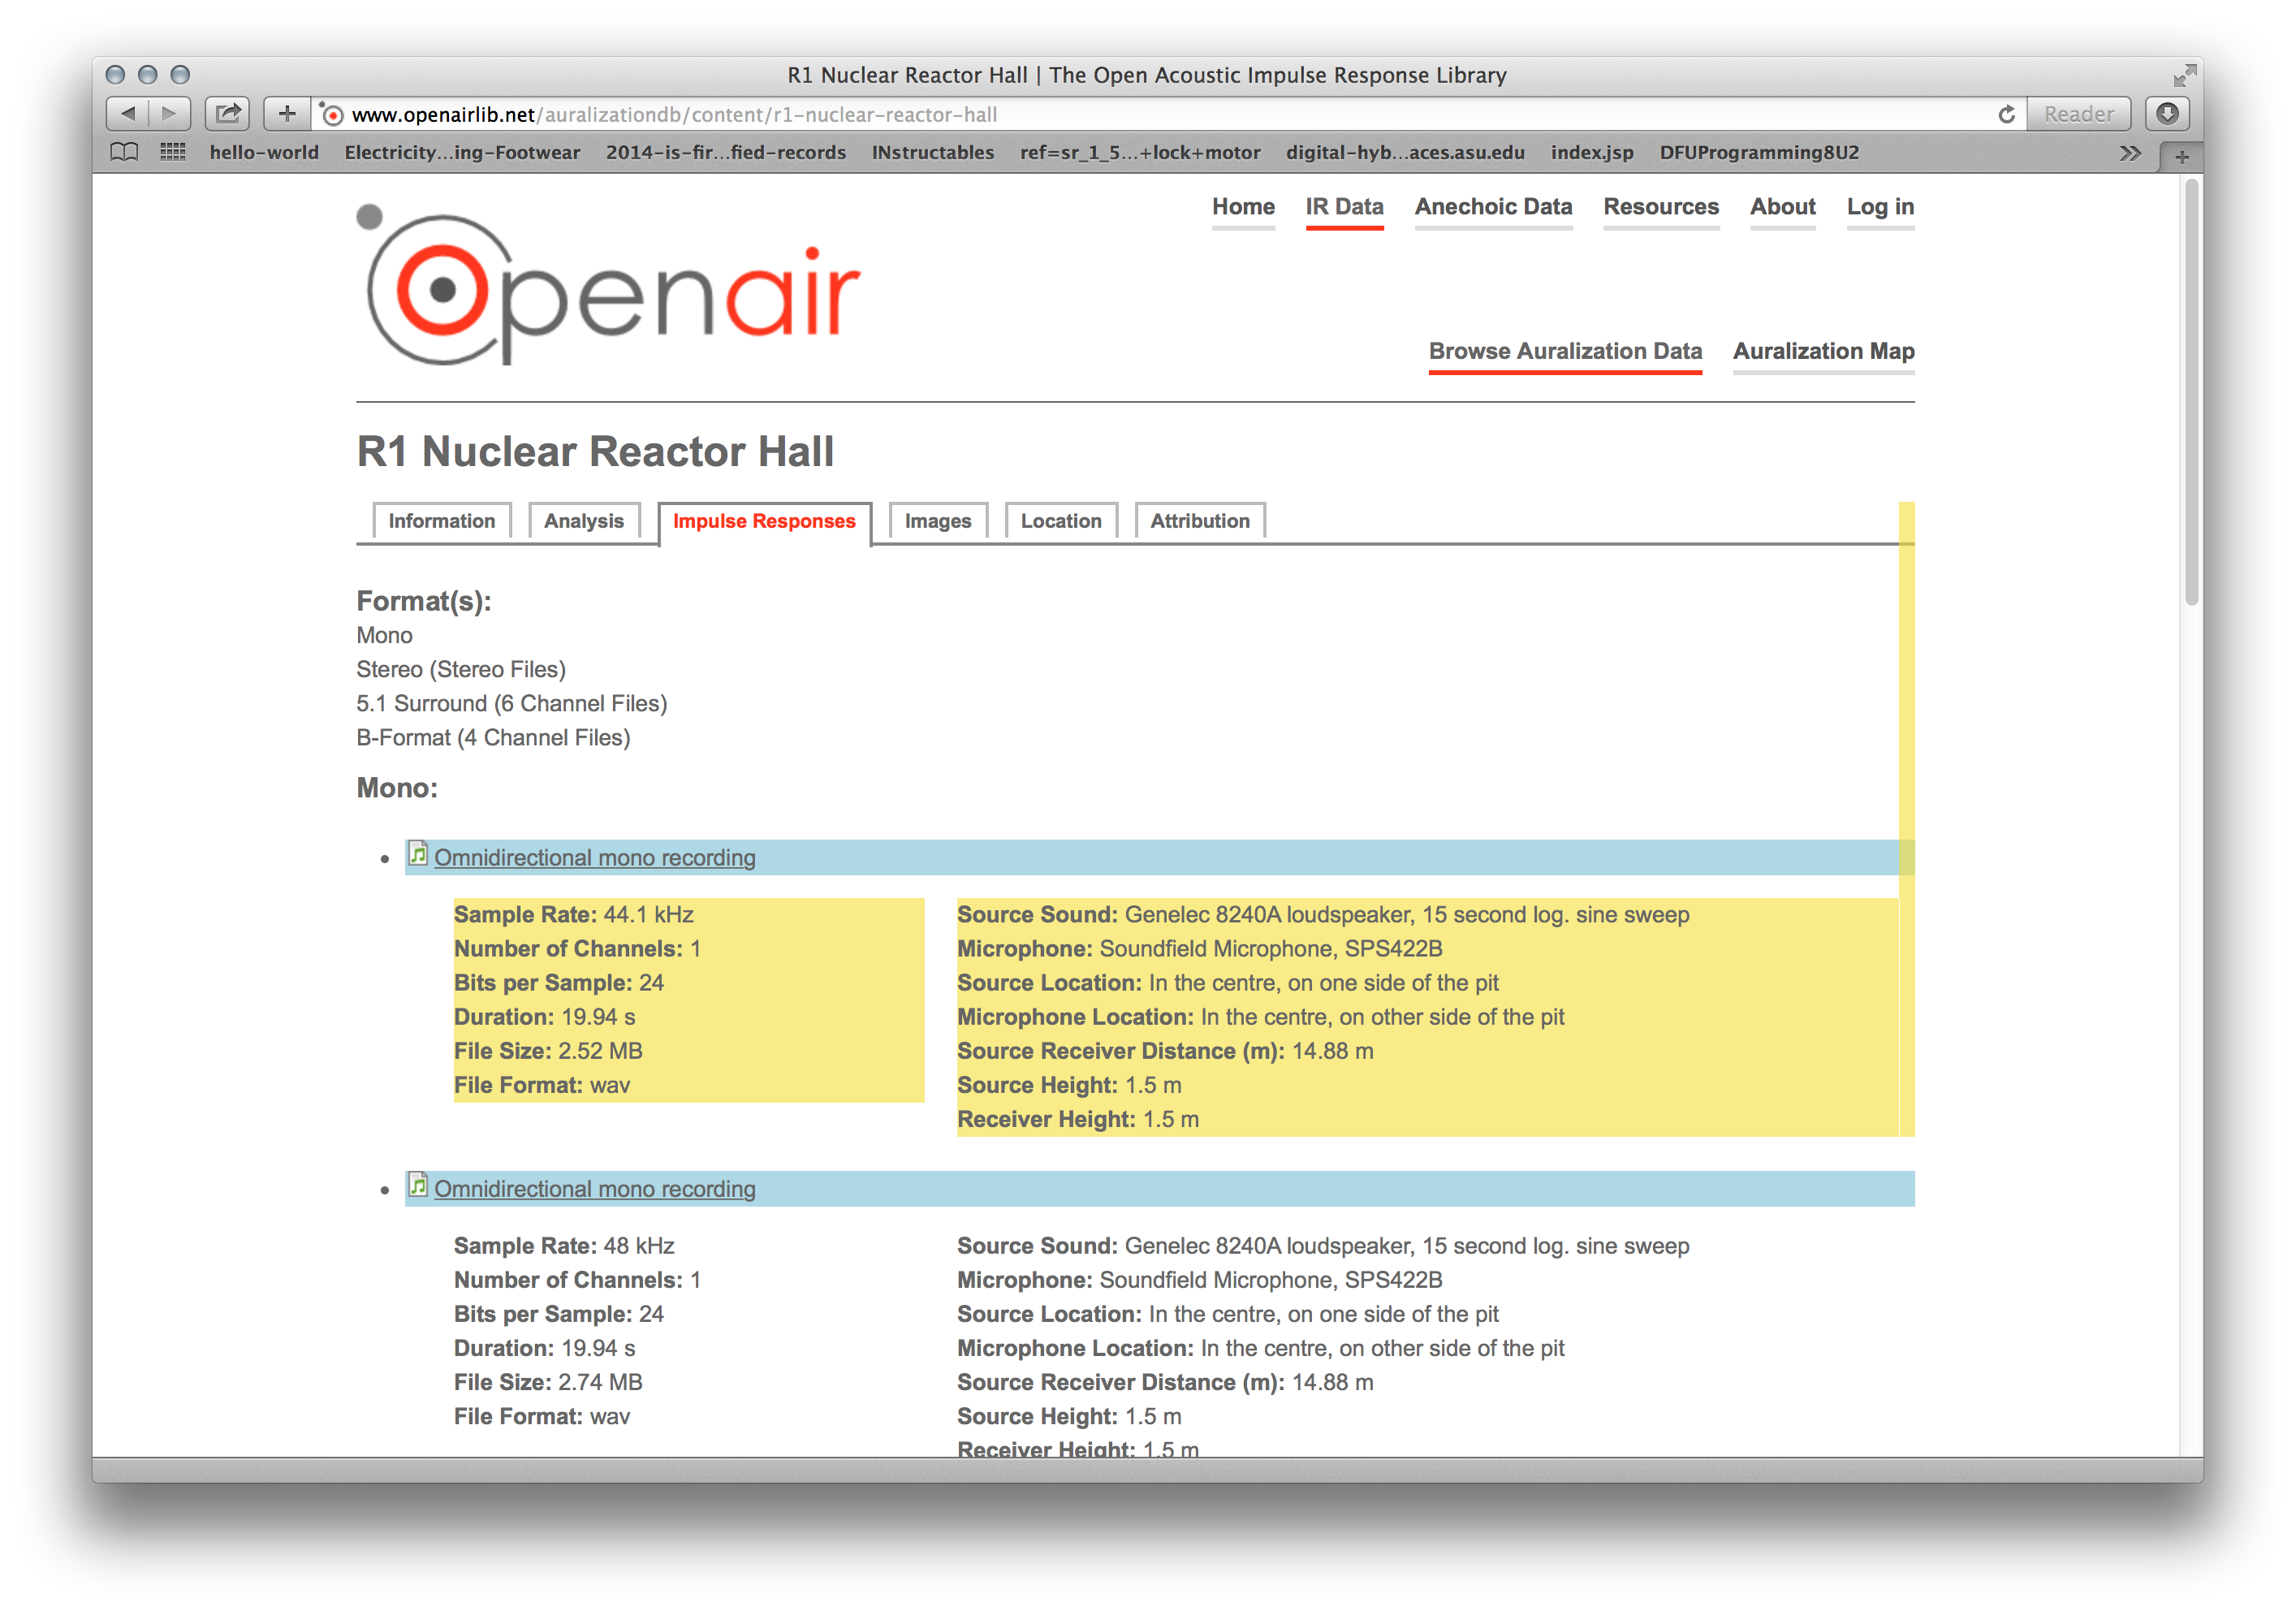 R1 Nuclear Reactor Hall | The Open Acoustic Impulse Response Library
www.openairlib.net/auralizationdb/content/r1-nuclear-reactor-hall
Reader
hello-world Electricity...ing-Footwear 2014-is-fir...fied-records INstructables ref=sr_1_5...+lock+motor digital-hyb...aces.asu.edu index.jsp DFUProgramming8U2
Home IR Data Anechoic Data Resources About Log in
Openair
Browse Auralization Data Auralization Map
R1 Nuclear Reactor Hall
Information Analysis Impulse Responses Images Location Attribution
Format(s):
Mono
Stereo (Stereo Files)
5.1 Surround (6 Channel Files)
B-Format (4 Channel Files)
Mono:
Omnidirectional mono recording
Sample Rate: 44.1 kHz
Number of Channels: 1
Bits per Sample: 24
Duration: 19.94 s
File Size: 2.52 MB
File Format: wav
Source Sound: Genelec 8240A loudspeaker, 15 second log. sine sweep
Microphone: Soundfield Microphone, SPS422B
Source Location: In the centre, on one side of the pit
Microphone Location: In the centre, on other side of the pit
Source Receiver Distance (m): 14.88 m
Source Height: 1.5 m
Receiver Height: 1.5 m
Omnidirectional mono recording
Sample Rate: 48 kHz
Number of Channels: 1
Bits per Sample: 24
Duration: 19.94 s
File Size: 2.74 MB
File Format: wav
Source Sound: Genelec 8240A loudspeaker, 15 second log. sine sweep
Microphone: Soundfield Microphone, SPS422B
Source Location: In the centre, on one side of the pit
Microphone Location: In the centre, on other side of the pit
Source Receiver Distance (m): 14.88 m
Source Height: 1.5 m
Receiver Height: 1.5 m